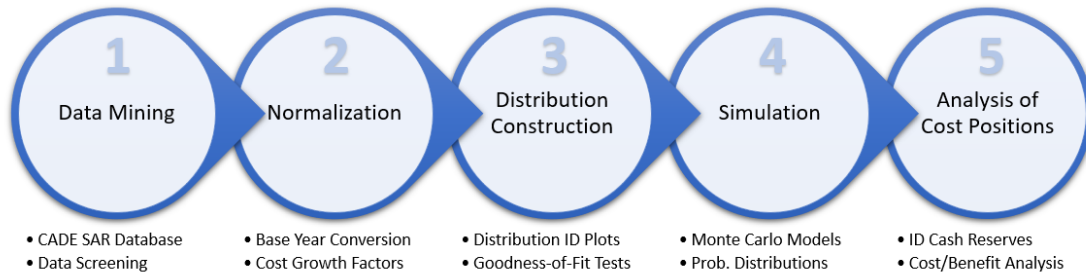 1
Data Mining
• CADE SAR Database
• Data Screening
2
Normalization
• Base Year Conversion
• Cost Growth Factors
3
Distribution
Construction
• Distribution ID Plots
• Goodness-of-Fit Tests
4
Simulation
• Monte Carlo Models
• Prob. Distributions
5
Analysis of
Cost Positions
• ID Cash Reserves
• Cost/Benefit Analysis